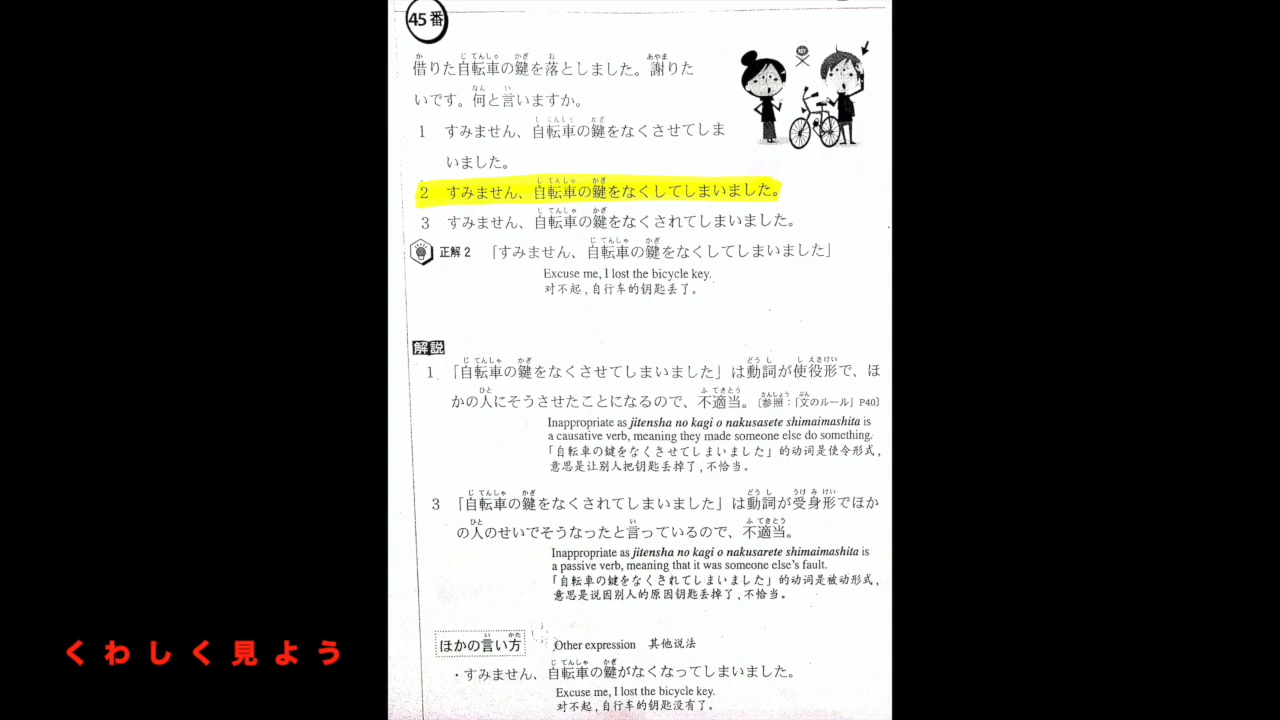 45番
借りた自転車の鍵を落としました。謝りた
いです。何と言いますか。
1 すみません、自転車の鍵をなくさせてしま
いました。
2 すみません、自転車の鍵をなくしてしまいました。
3 すみません、自転車の鍵をなくされてしまいました。
正解2 「すみません、自転車の鍵をなくしてしまいました」
Excuse me, I lost the bicycle key.
对不起,自行车的钥匙丢了。
解説
1.「自転車の鍵をなくさせてしまいました」は動詞が使役形で、ほ
かの人にそうさせたことになるので、不適当。〔参照:「文のルール」P40〕
Inappropriate as jitensha no kagi o nakusasete shimaimashita is
a causative verb, meaning they made someone else do something.
「自転車の鍵をなくさせてしまいました」的动词是使令形式,
意思是让别人把钥匙丢掉了,不恰当。
3 「自転車の鍵をなくされてしまいました」は動詞が受身形でほか
の人のせいでそうなったと言っているので、不適当。
Inappropriate as jitensha no kagi o nakusarete shimaimashita is
a passive verb, meaning that it was someone else's fault.
「自転車の鍵をなくされてしまいました」的动词是被动形式,
意思是说因别人的原因钥匙丢掉了,不恰当。
ほかの言い方 Other expression 其他说法
・すみません、自転車の鍵がなくなってしまいました。
Excuse me, I lost the bicycle key.
对不起,自行车的钥匙没有了。
くわしく見よう